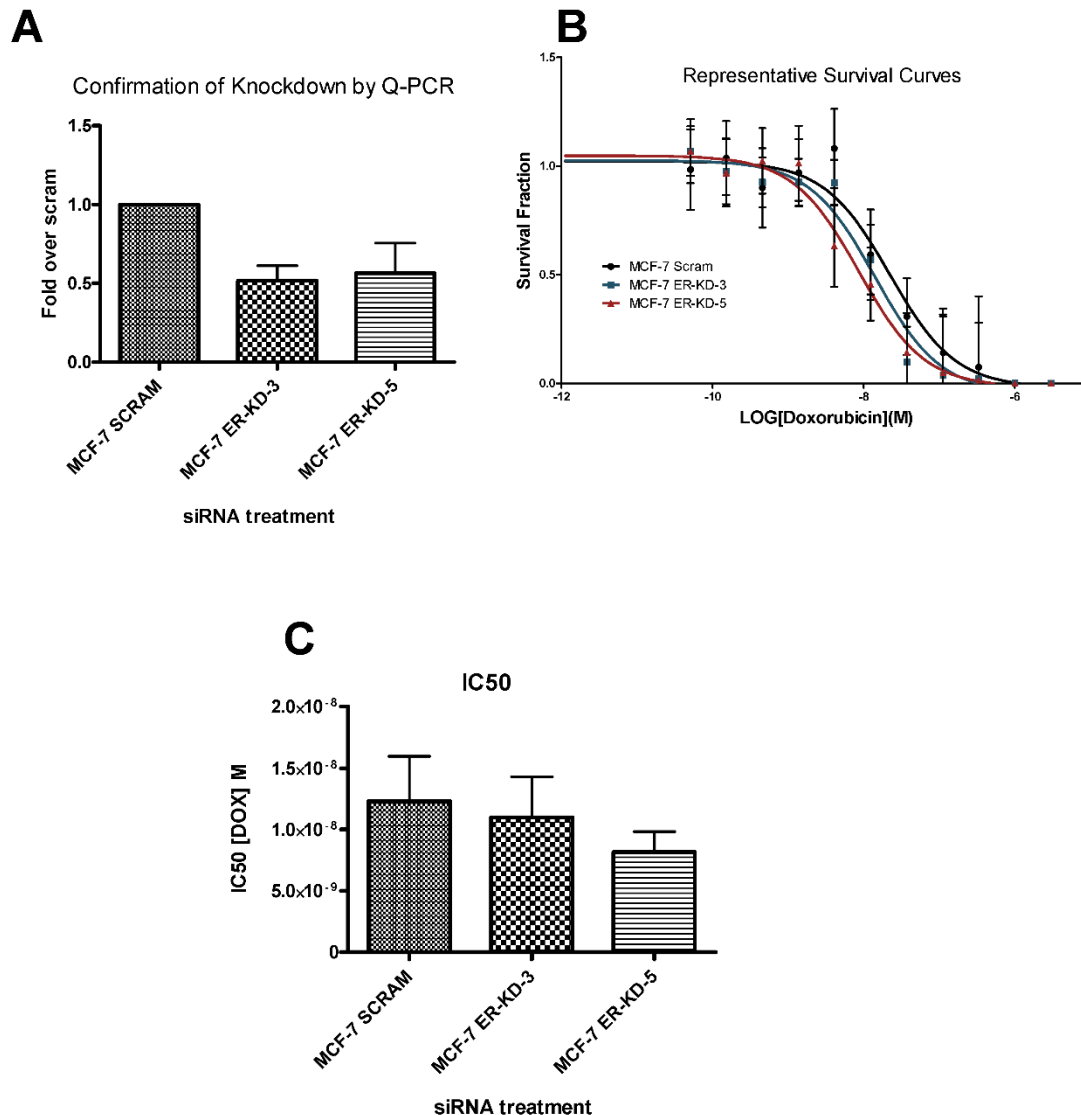 A
Confirmation of Knockdown by Q-PCR
Fold over scram
1.5
1.0
0.5
0.0
MCF-7 SCRAM
MCF-7 ER-KD-3
MCF-7 ER-KD-5
siRNA treatment
B
Representative Survival Curves
Survival Fraction
1.5
1.0
0.5
0.0
MCF-7 Scram
MCF-7 ER-KD-3
MCF-7 ER-KD-5
-12
-10
-8
-6
LOG[Doxorubicin](M)
C
IC50
IC50 [DOX] M
2.0×10⁻⁸
1.5×10⁻⁸
1.0×10⁻⁸
5.0×10⁻⁹
0
MCF-7 SCRAM
MCF-7 ER-KD-3
MCF-7 ER-KD-5
siRNA treatment